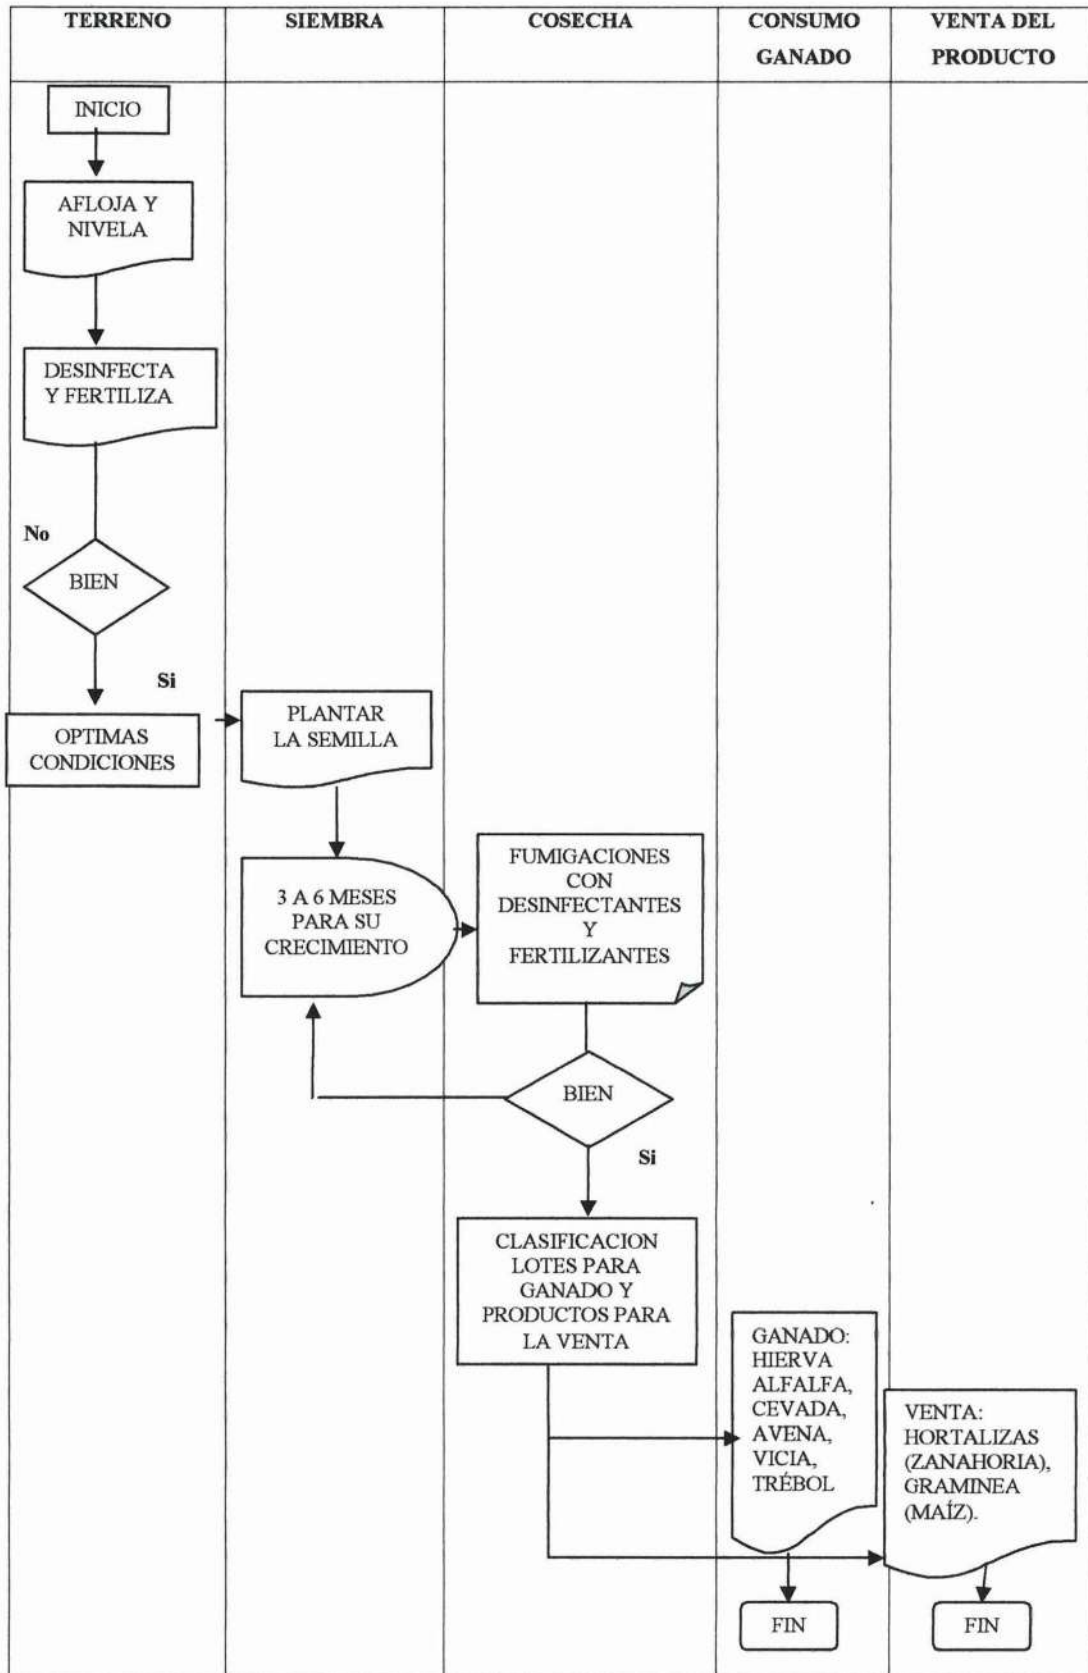 TERRENO
SIEMBRA
COSECHA
CONSUMO
GANADO
VENTA DEL
PRODUCTO
INICIO
AFLOJA Y
NIVELA
DESINFECTA
Y FERTILIZA
No
BIEN
Si
OPTIMAS
CONDICIONES
PLANTAR
LA SEMILLA
3 A 6 MESES
PARA SU
CRECIMIENTO
FUMIGACIONES
CON
DESINFECTANTES
Y
FERTILIZANTES
BIEN
Si
CLASIFICACION
LOTES PARA
GANADO Y
PRODUCTOS PARA
LA VENTA
GANADO:
HIERVA
ALFALFA,
CEVADA,
AVENA,
VICIA,
TRÉBOL
VENTA:
HORTALIZAS
(ZANAHORIA),
GRAMINEA
(MAÍZ).
FIN
FIN